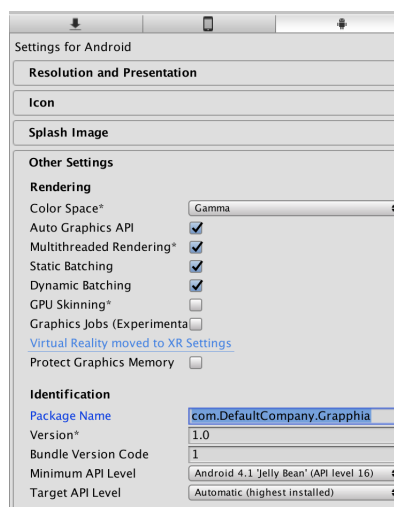 Settings for Android
Resolution and Presentation
Icon
Splash Image
Other Settings
Rendering
Color Space* Gamma
Auto Graphics API
Multithreaded Rendering*
Static Batching
Dynamic Batching
GPU Skinning*
Graphics Jobs (Experimenta
Virtual Reality moved to XR Settings
Protect Graphics Memory
Identification
Package Name com.DefaultCompany.Grapphia
Version* 1.0
Bundle Version Code 1
Minimum API Level Android 4.1 'Jelly Bean' (API level 16)
Target API Level Automatic (highest installed)